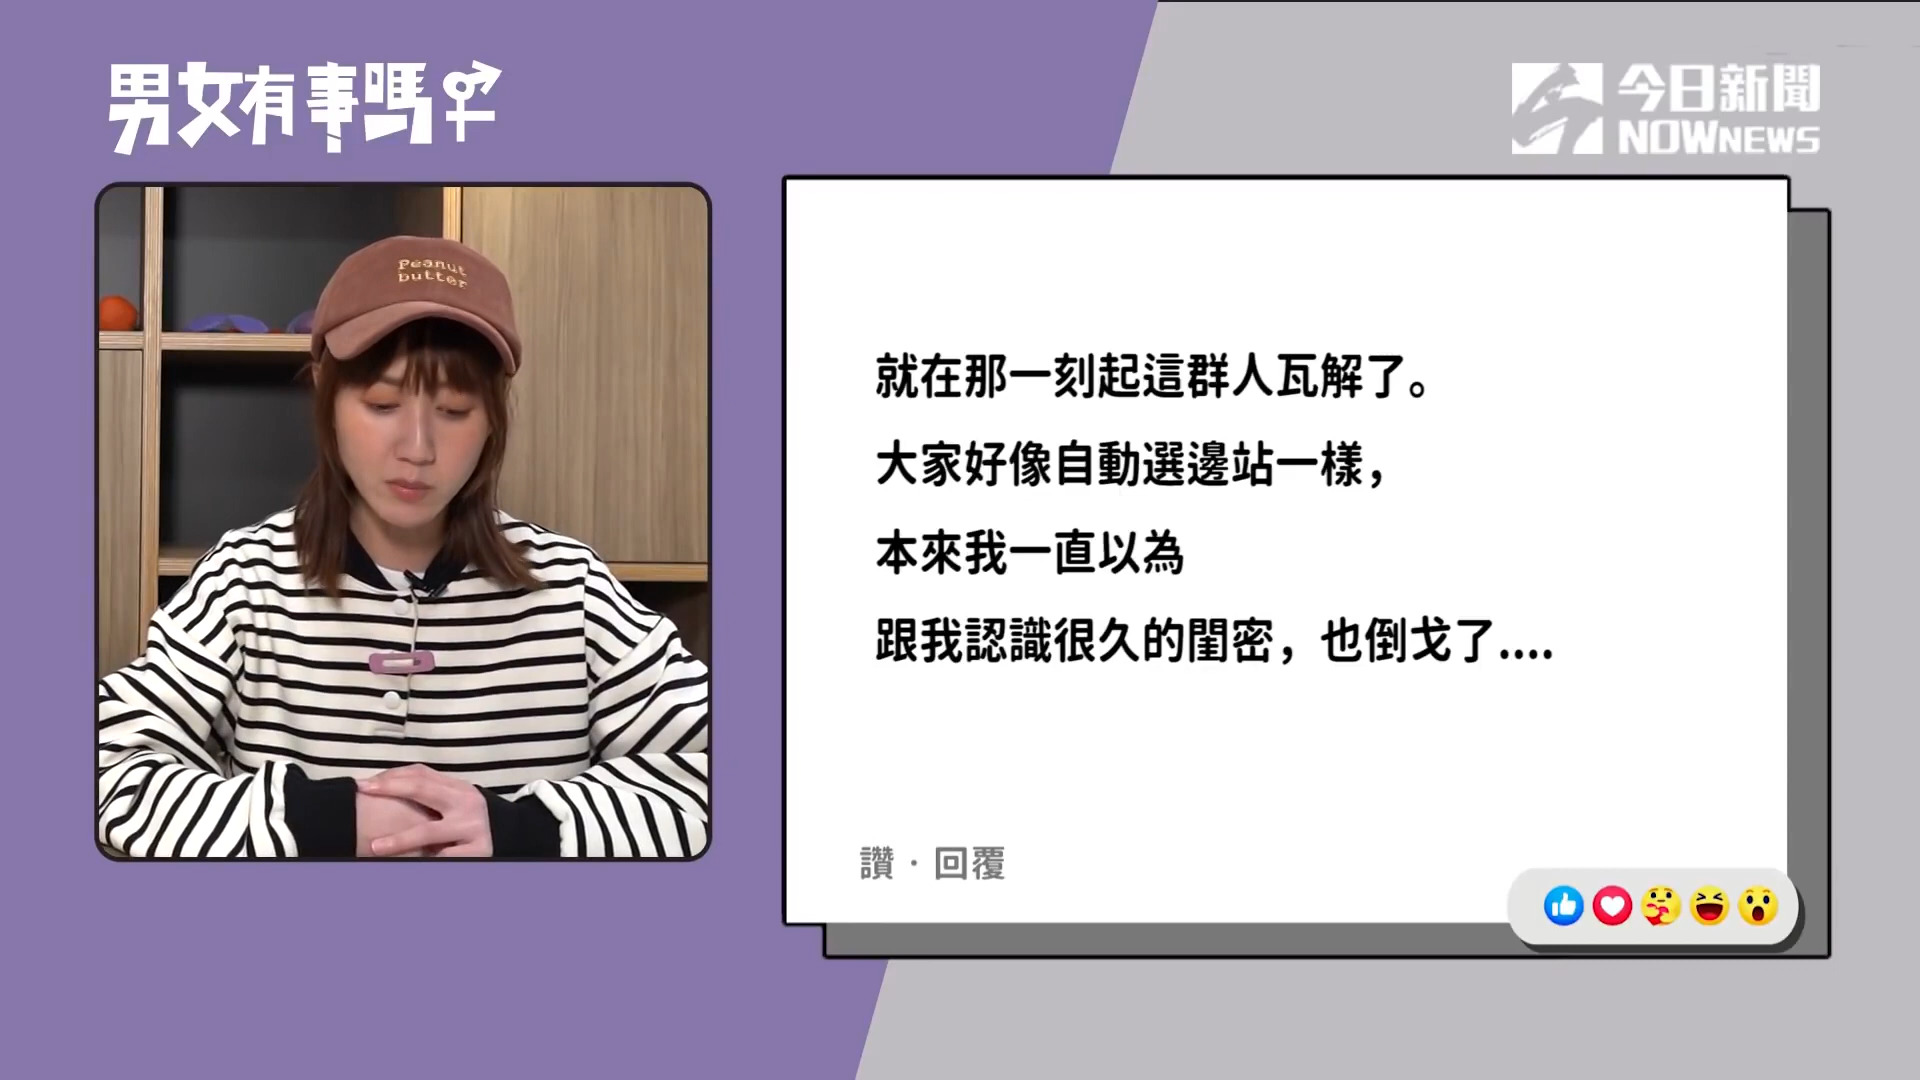 男女有事嗎
今日新聞
NOWNEWS
Peanut
butter
就在那一刻起這群人瓦解了。
大家好像自動選邊站一樣，
本來我一直以為
跟我認識很久的閨密，也倒戈了....
讚・回覆